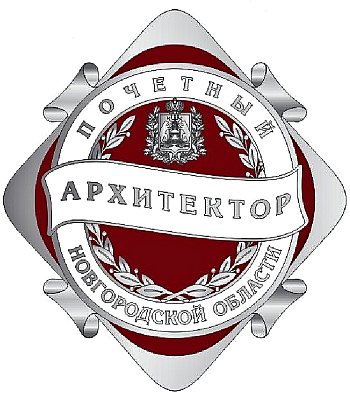 ПОЧЕТНЫЙ
АРХИТЕКТОР
НОВГОРОДСКОЙ ОБЛАСТИ